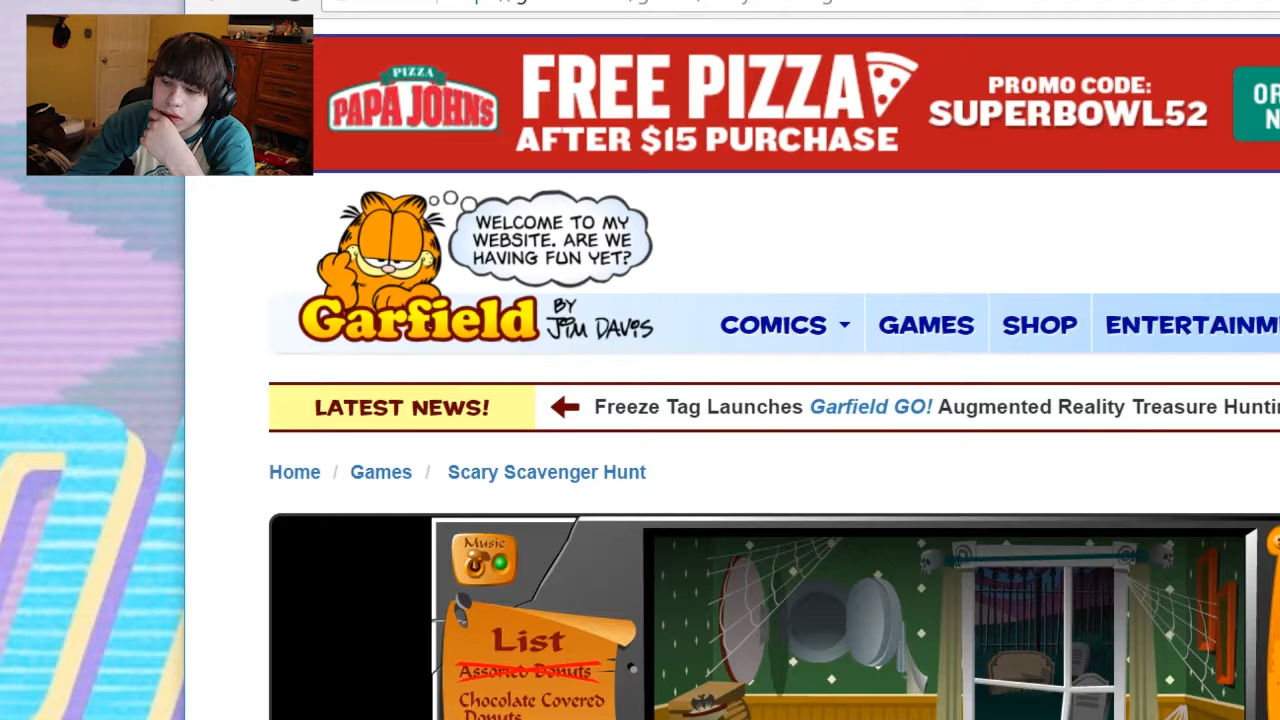 PIZZA
PAPA JOHNS
FREE PIZZA
AFTER $15 PURCHASE
PROMO CODE:
SUPERBOWL52
WELCOME TO MY
WEBSITE. ARE WE
HAVING FUN YET?
Garfield
BY
JIM DAVIS
COMICS
GAMES
SHOP
LATEST NEWS!
Freeze Tag Launches Garfield GO! Augmented Reality Treasure
Home / Games / Scary Scavenger Hunt
Music
List
Assorted Donuts
Chocolate Covered
Donuts